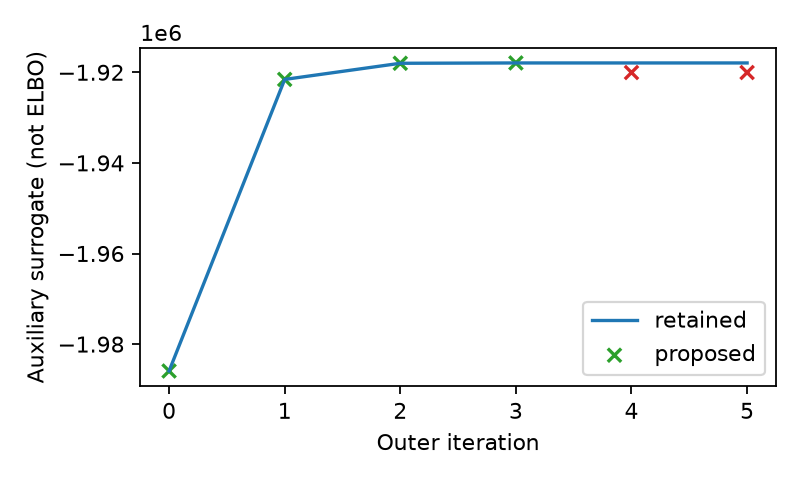 1e6
Auxiliary surrogate (not ELBO)
−1.92
−1.94
−1.96
−1.98
retained
proposed
0 1 2 3 4 5
Outer iteration